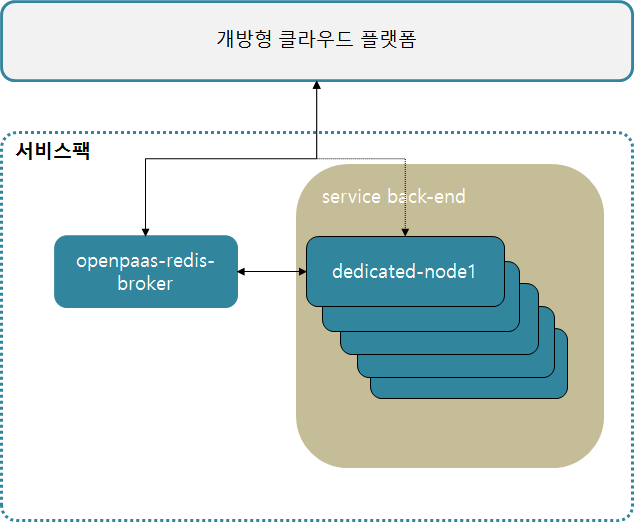 개방형 클라우드 플랫폼
서비스팩
service back-end
openpaas-redis-
broker
dedicated-node1